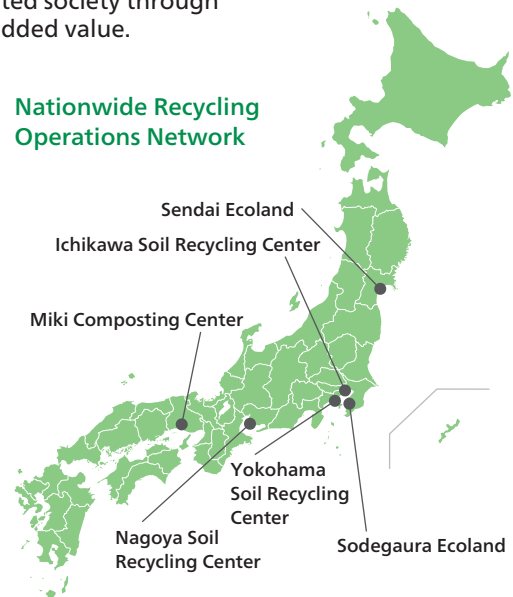 ted society through
dded value.
Nationwide Recycling
Operations Network
Sendai Ecoland
Ichikawa Soil Recycling Center
Miki Composting Center
Yokohama
Soil Recycling
Center
Nagoya Soil
Recycling Center
Sodegaura Ecoland